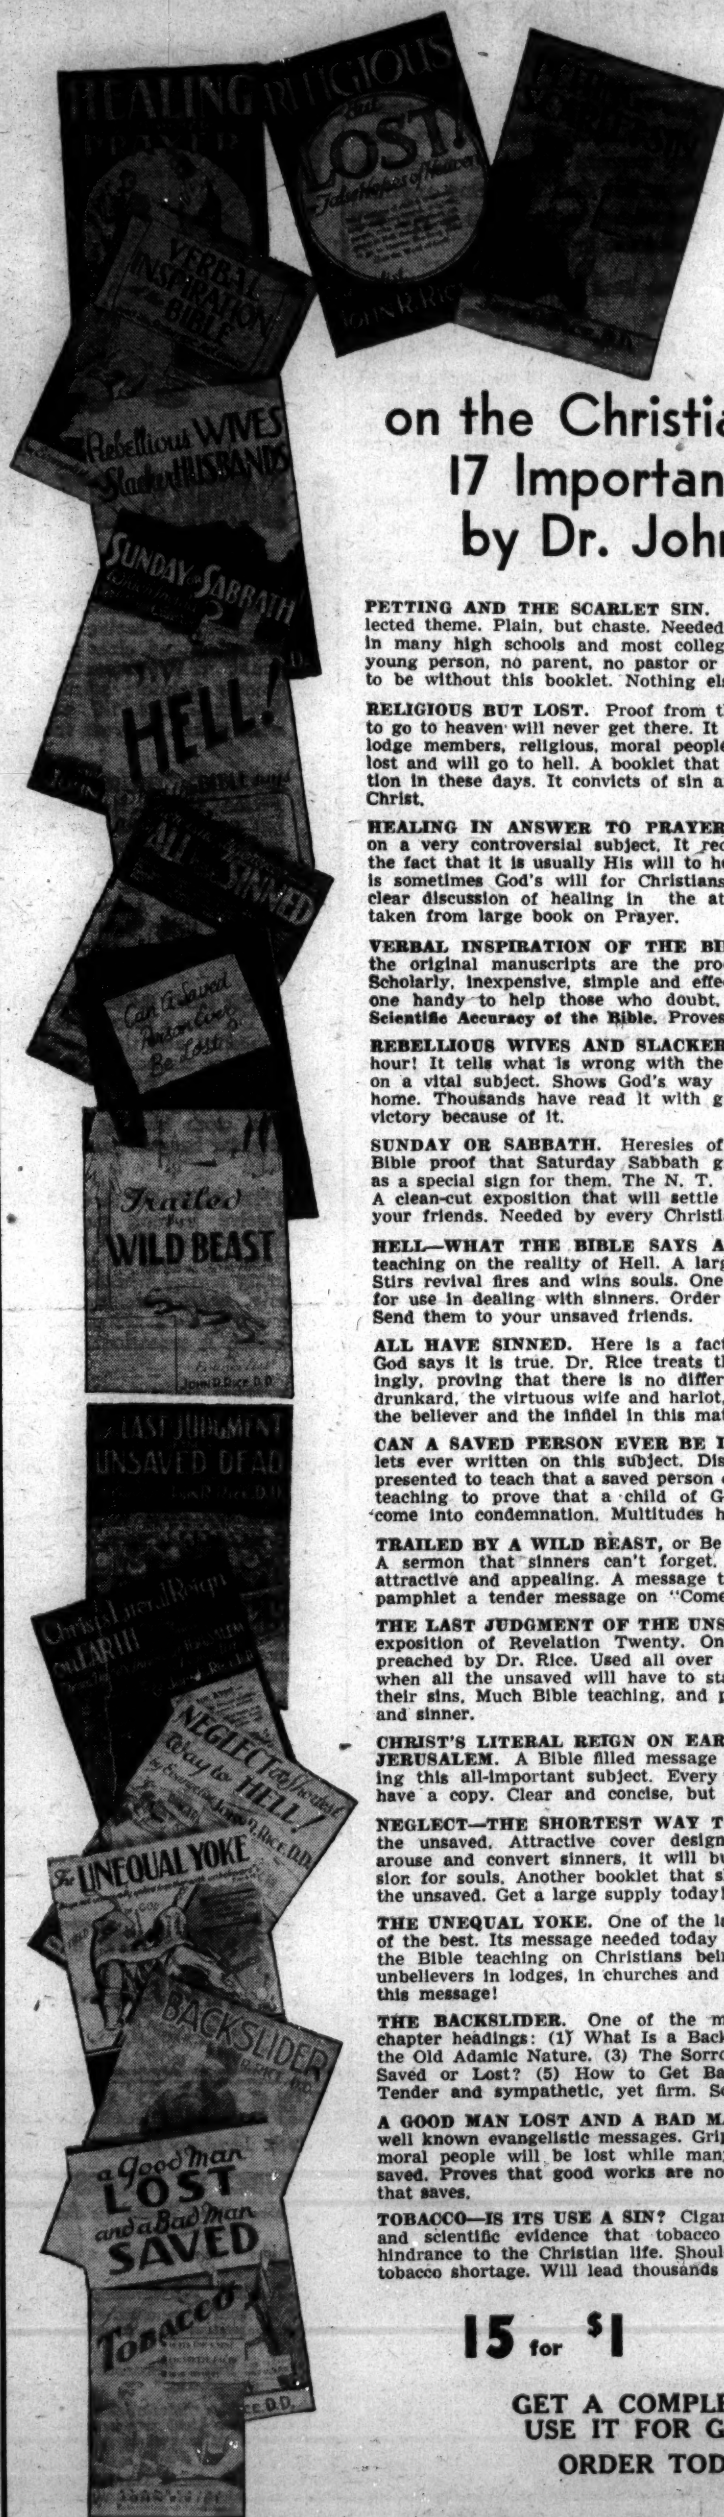 HEALING
PRAYER
RELIGIOUS
But
LOST!
False Hopes of Heaven
JOHN R. RICE
VERBAL
INSPIRATION
of the
BIBLE
Rebellious WIVES
Slacker HUSBANDS
SUNDAY or SABBATH
?
HELL!
BIBLE says
JOHN
ALL
SINNED
Can A Saved
Person Ever
Be Lost?
Trailed
by a
WILD BEAST
by
Evangelist
JOHN R. RICE D.D.
LAST JUDGMENT
UNSAVED DEAD
Christ's Literal Reign
on EARTH
NEGLECT the Shortest
Way to HELL!
by Evangelist JOHN R. RICE, D.D.
The UNEQUAL YOKE
BACKSLIDER
a Good Man
LOST
and a Bad Man
SAVED
TOBACCO
RICE D.D.
on the Christia
17 Importan
by Dr. John
PETTING AND THE SCARLET SIN.
lected theme. Plain, but chaste. Needed
in many high schools and most colleg
young person, no parent, no pastor or
to be without this booklet. Nothing els
RELIGIOUS BUT LOST. Proof from th
to go to heaven will never get there. It
lodge members, religious, moral people
lost and will go to hell. A booklet that
tion in these days. It convicts of sin a
Christ.
HEALING IN ANSWER TO PRAYER
on a very controversial subject. It rec
the fact that it is usually His will to he
is sometimes God's will for Christians
clear discussion of healing in the at
taken from large book on Prayer.
VERBAL INSPIRATION OF THE BI
the original manuscripts are the pro
Scholarly, inexpensive, simple and effe
one handy to help those who doubt.
Scientific Accuracy of the Bible. Proves
REBELLIOUS WIVES AND SLACKER
hour! It tells what is wrong with the
on a vital subject. Shows God's way
home. Thousands have read it with g
victory because of it.
SUNDAY OR SABBATH. Heresies of
Bible proof that Saturday Sabbath g
as a special sign for them. The N. T.
A clean-cut exposition that will settle
your friends. Needed by every Christi
HELL—WHAT THE BIBLE SAYS A
teaching on the reality of Hell. A larg
Stirs revival fires and wins souls. One
for use in dealing with sinners. Order
Send them to your unsaved friends.
ALL HAVE SINNED. Here is a fact
God says it is true. Dr. Rice treats th
ingly, proving that there is no differ
drunkard, the virtuous wife and harlot,
the believer and the infidel in this mat
CAN A SAVED PERSON EVER BE L
lets ever written on this subject. Dis
presented to teach that a saved person
teaching to prove that a child of G
come into condemnation. Multitudes h
TRAILED BY A WILD BEAST, or Be
A sermon that sinners can't forget.
attractive and appealing. A message t
pamphlet a tender message on "Come
THE LAST JUDGMENT OF THE UNS
exposition of Revelation Twenty. On
preached by Dr. Rice. Used all over
when all the unsaved will have to sta
their sins. Much Bible teaching, and p
and sinner.
CHRIST'S LITERAL REIGN ON EAR
JERUSALEM. A Bible filled message
ing this all-important subject. Every
have a copy. Clear and concise, but
NEGLECT—THE SHORTEST WAY T
the unsaved. Attractive cover design
arouse and convert sinners, it will bu
sion for souls. Another booklet that s
the unsaved. Get a large supply today!
THE UNEQUAL YOKE. One of the la
of the best. Its message needed today
the Bible teaching on Christians bein
unbelievers in lodges, in churches and
this message!
THE BACKSLIDER. One of the m
chapter headings: (1) What Is a Back
the Old Adamic Nature. (3) The Sorro
Saved or Lost? (5) How to Get Ba
Tender and sympathetic, yet firm. S
A GOOD MAN LOST AND A BAD MA
well known evangelistic messages. Grip
moral people will be lost while man
saved. Proves that good works are no
that saves.
TOBACCO—IS ITS USE A SIN? Cigar
and scientific evidence that tobacco
hindrance to the Christian life. Shoul
tobacco shortage. Will lead thousands
15 for $1
GET A COMPLE
USE IT FOR G
ORDER TOD